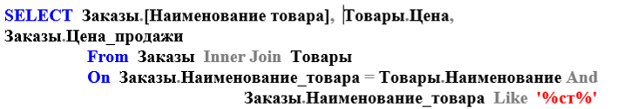 SELECT Заказы.[Наименование товара], Товары.Цена,
Заказы.Цена_продажи
From Заказы Inner Join Товары
On Заказы.Наименование_товара = Товары.Наименование And
Заказы.Наименование_товара Like '%ст%'